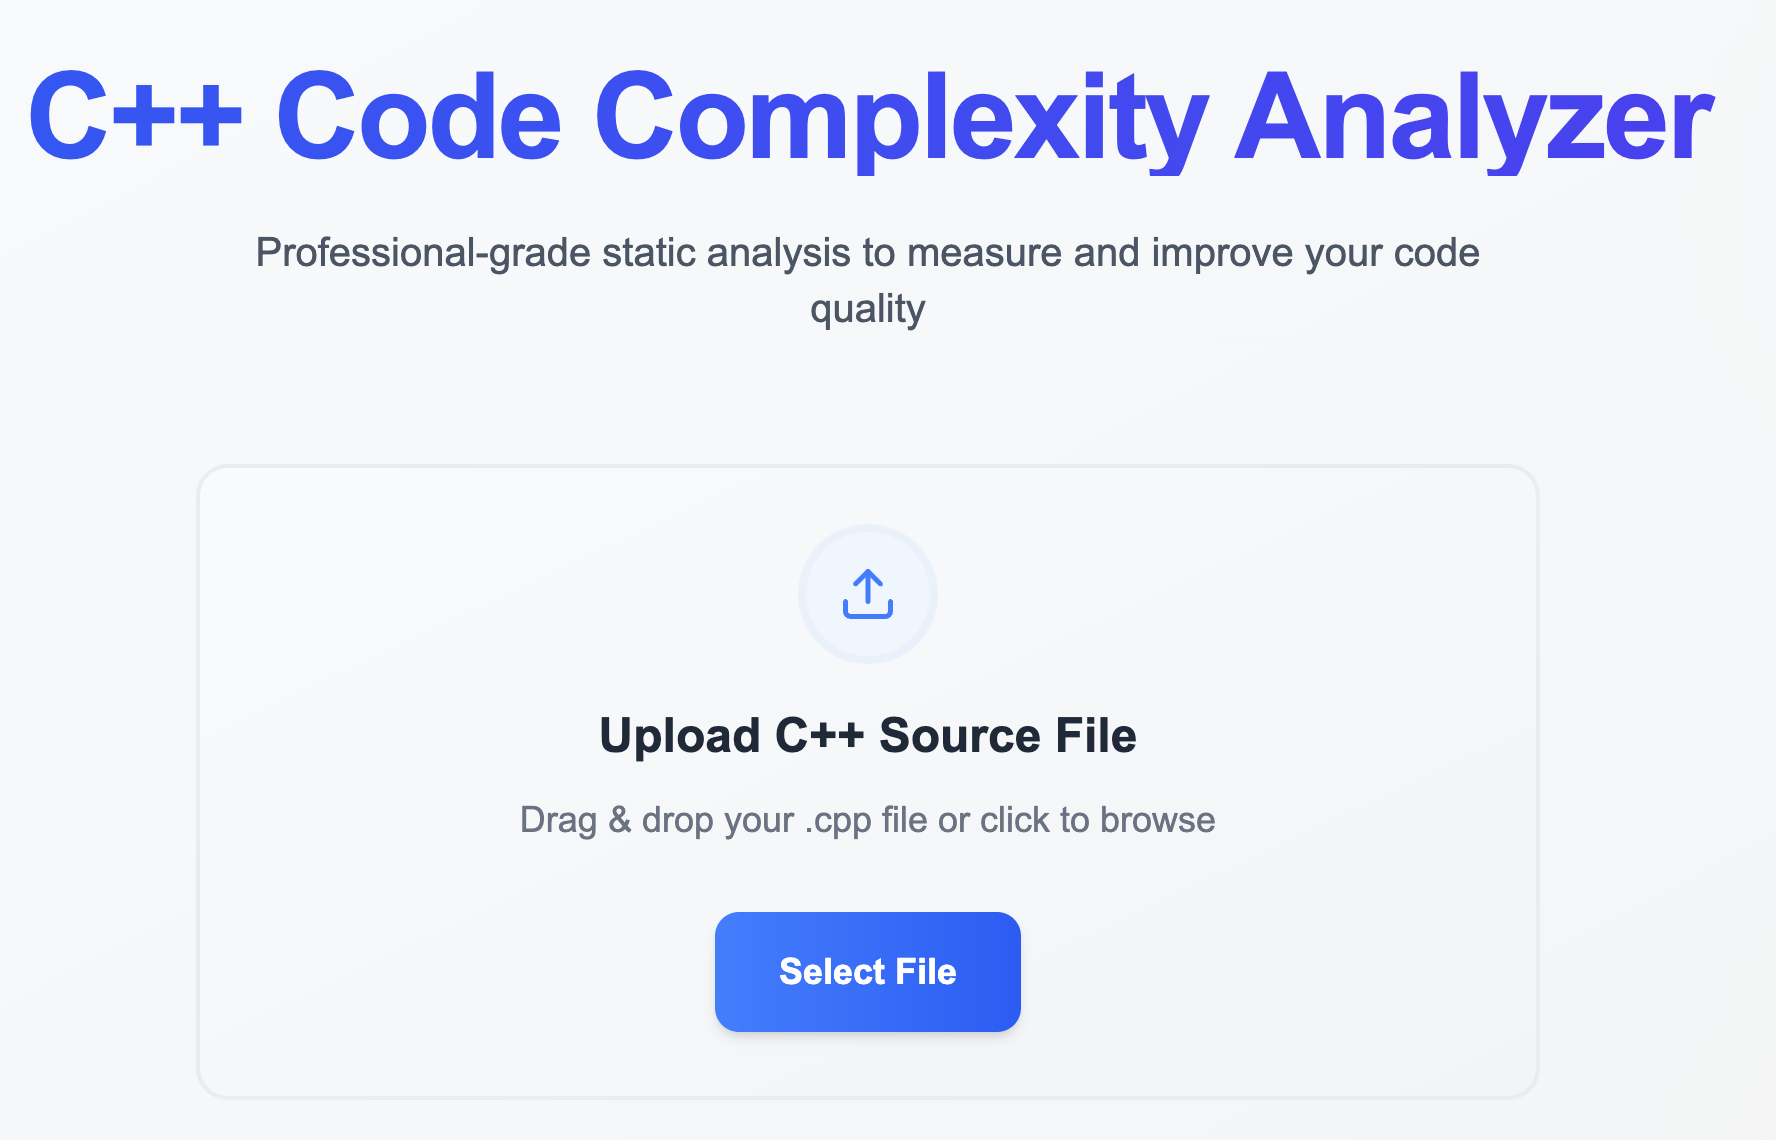 C++ Code Complexity Analyzer
Professional-grade static analysis to measure and improve your code
quality
Upload C++ Source File
Drag & drop your .cpp file or click to browse
Select File